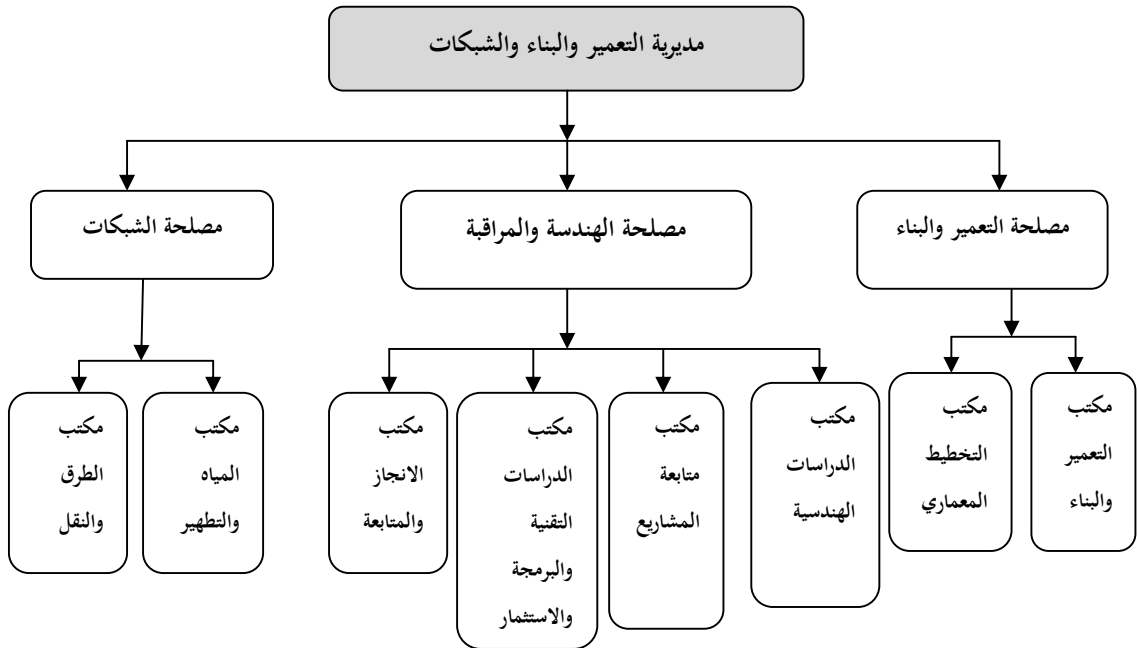 مديرية التعمير والبناء والشبكات
مصلحة التعمير والبناء
مصلحة الهندسة والمراقبة
مصلحة الشبكات
مكتب
التعمير
والبناء
مكتب
التخطيط
المعماري
مكتب
الدراسات
الهندسية
مكتب
متابعة
المشاريع
مكتب
الدراسات
التقنية
والبرمجة
والاستثمار
مكتب
الانجاز
والمتابعة
مكتب
المياه
والتطهير
مكتب
الطرق
والنقل